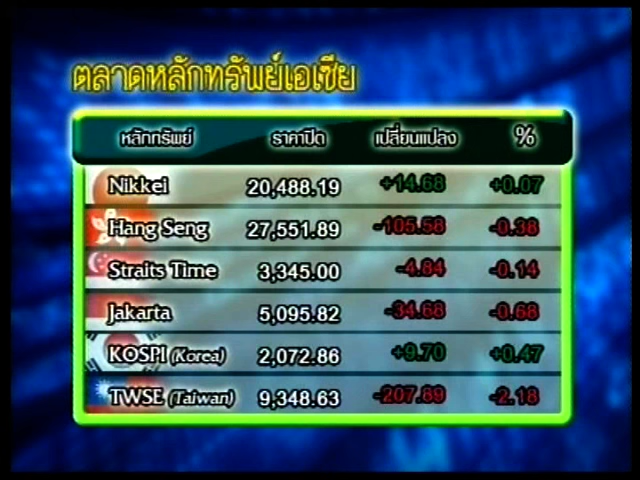 ตลาดหลักทรัพย์เอเซีย
หลักทรัพย์ ราคาปิด เปลี่ยนแปลง %
Nikkei 20,488.19 +14.68 +0.07
Hang Seng 27,551.89 -105.58 -0.38
Straits Time 3,345.00 -4.84 -0.14
Jakarta 5,095.82 -34.68 -0.68
KOSPI (Korea) 2,072.86 +9.70 +0.47
TWSE (Taiwan) 9,348.63 -207.89 -2.18